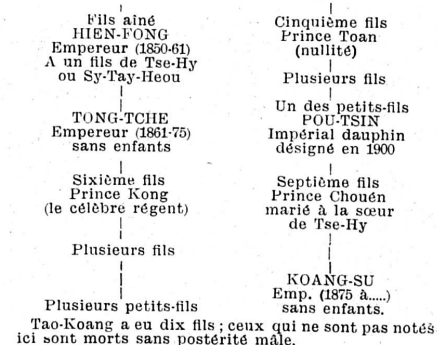 Fils aîné
HIEN-FONG
Empereur (1850-61)
A un fils de Tse-Hy
ou Sy-Tay-Heou
TONG-TCHE
Empereur (1861-75)
sans enfants
Sixième fils
Prince Kong
(le célèbre régent)
Plusieurs fils
Plusieurs petits-fils
Cinquième fils
Prince Toan
(nullité)
Plusieurs fils
Un des petits-fils
POU-TSIN
Impérial dauphin
désigné en 1900
Septième fils
Prince Chouén
marié à la sœur
de Tse-Hy
KOANG-SU
Emp. (1875 à.....)
sans enfants.
Tao-Koang a eu dix fils ; ceux qui ne sont pas notés
ici sont morts sans postérité mâle.